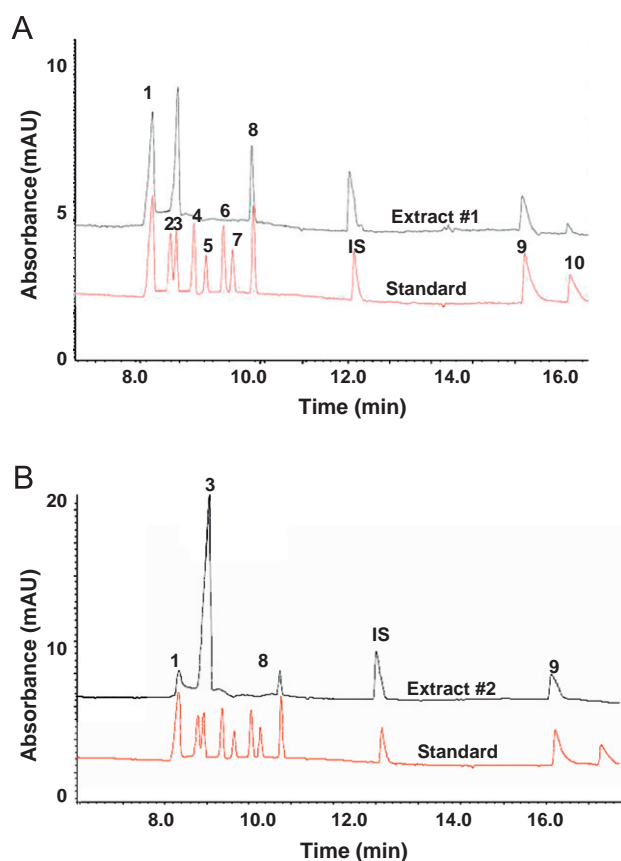 A
10
Absorbance (mAU)
1
8
2 3 4 5 6 7
Extract #1
5
IS
9
10
Standard
0
8.0 10.0 12.0 14.0 16.0
Time (min)
B
20
3
Absorbance (mAU)
IS
10
1
8
9
Extract #2
Standard
0
8.0 10.0 12.0 14.0 16.0
Time (min)